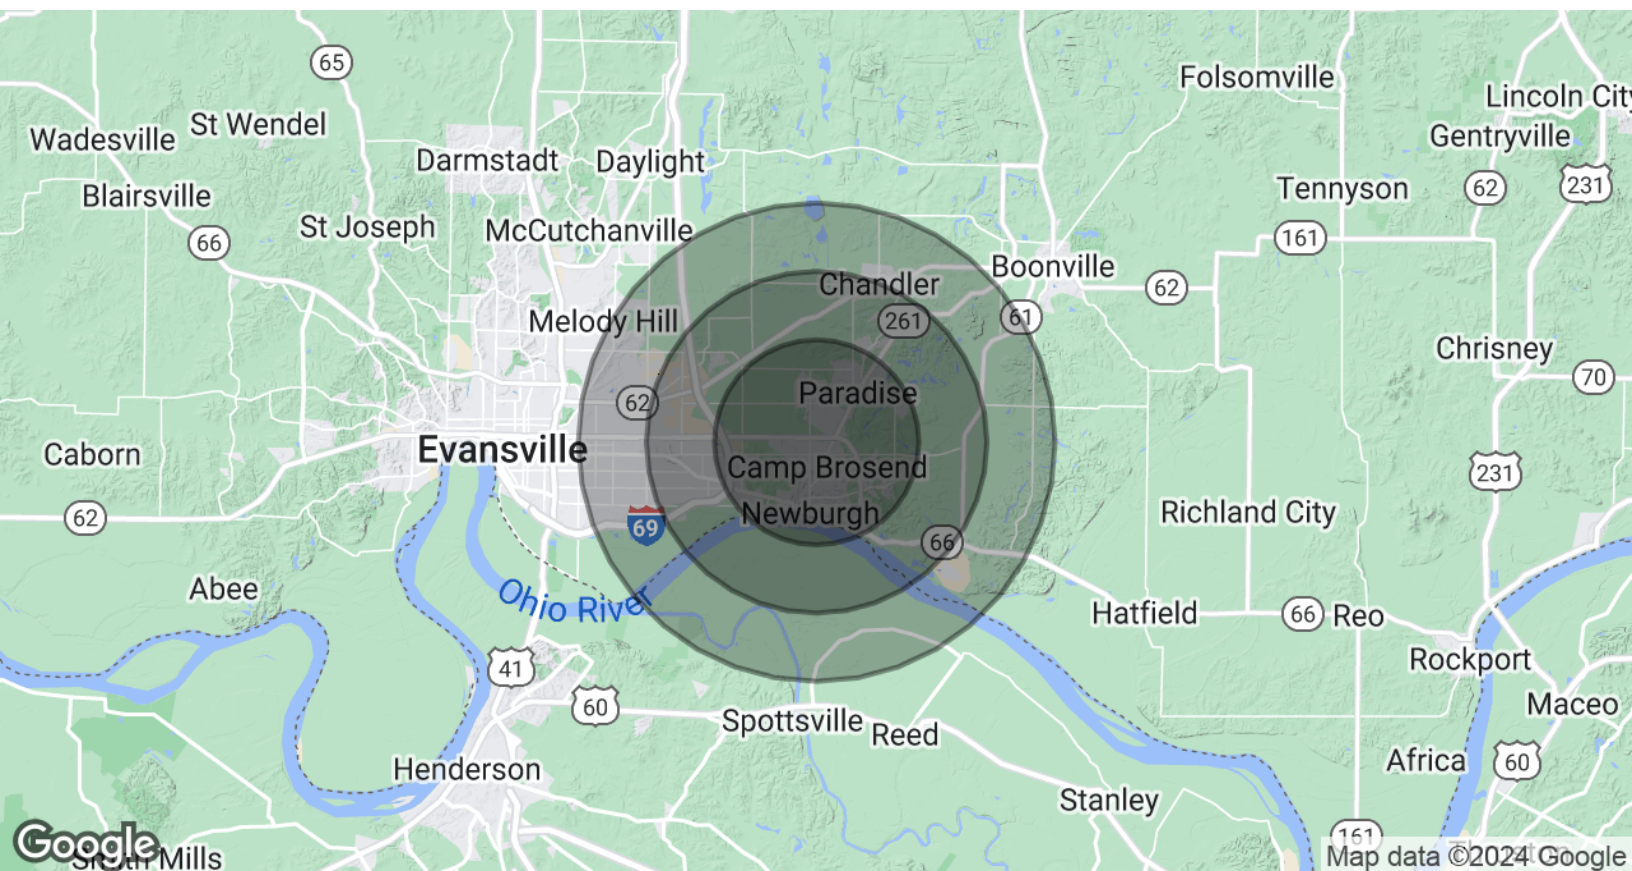 65
Folsomville
Lincoln City
St Wendel
Wadesville
Gentryville
Darmstadt
Daylight
Blairsville
Tennyson
62
231
St Joseph
McCutchanville
66
161
Boonville
Chandler
62
61
261
Melody Hill
Chrisney
70
Paradise
62
Evansville
Caborn
Camp Brosend
231
Newburgh
Richland City
62
69
66
Abee
Ohio River
Hatfield
66
Reo
41
Rockport
60
Spottsville
Reed
Maceo
Africa
60
Henderson
Stanley
161
Google
Map data ©2024 Google